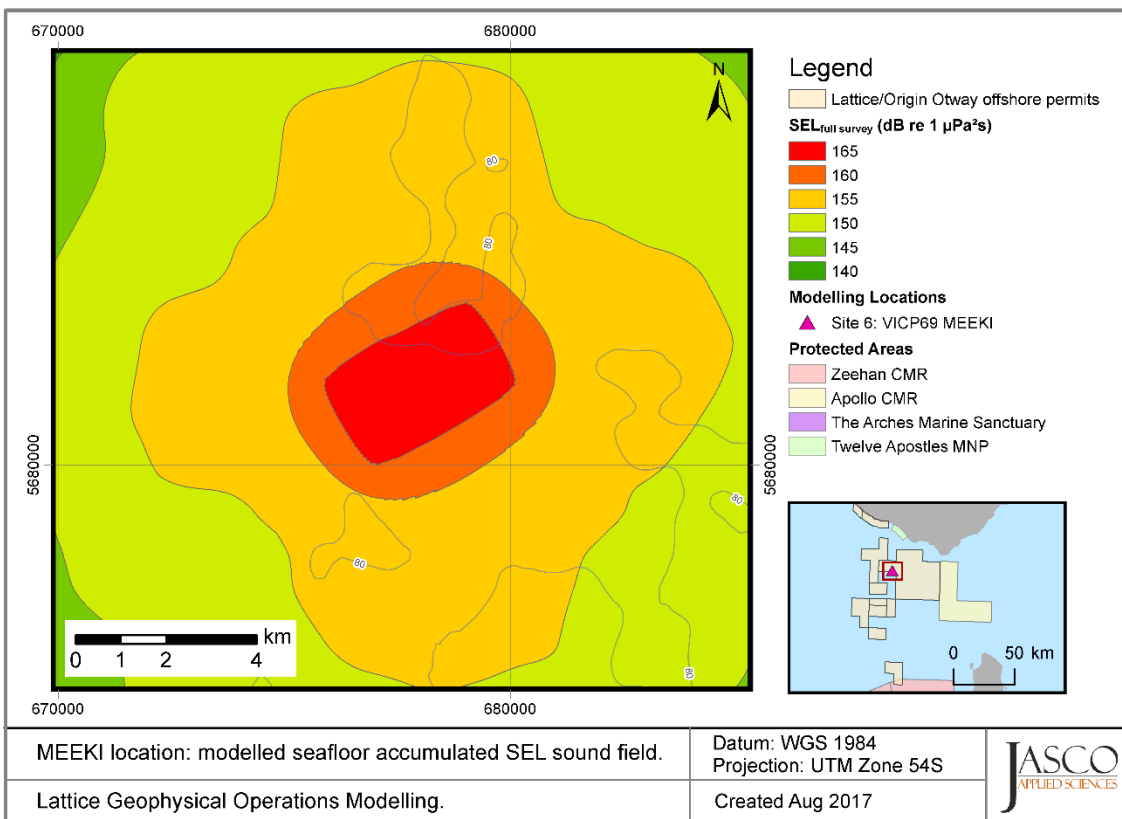 670000
680000
N
80
80
80
80
80
5680000
5680000
km
0 1 2 4
670000
680000
Legend
Lattice/Origin Otway offshore permits
SELfull survey (dB re 1 µPa²s)
165
160
155
150
145
140
Modelling Locations
Site 6: VICP69 MEEKI
Protected Areas
Zeehan CMR
Apollo CMR
The Arches Marine Sanctuary
Twelve Apostles MNP
0 50 km
MEEKI location: modelled seafloor accumulated SEL sound field.
Lattice Geophysical Operations Modelling.
Datum: WGS 1984
Projection: UTM Zone 54S
Created Aug 2017
JASCO
APPLIED SCIENCES